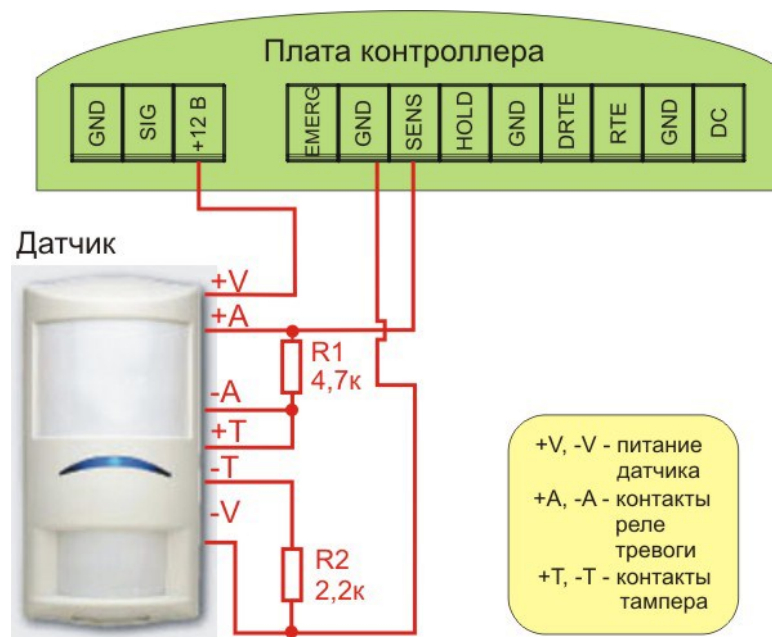 Плата контроллера
GND
SIG
+12 В
EMERG
GND
SENS
HOLD
GND
DRTE
RTE
GND
DC
Датчик
+V
+A
R1
4,7к
-A
+T
-T
-V
R2
2,2к
+V, -V - питание
датчика
+A, -A - контакты
реле
тревоги
+T, -T - контакты
тампера